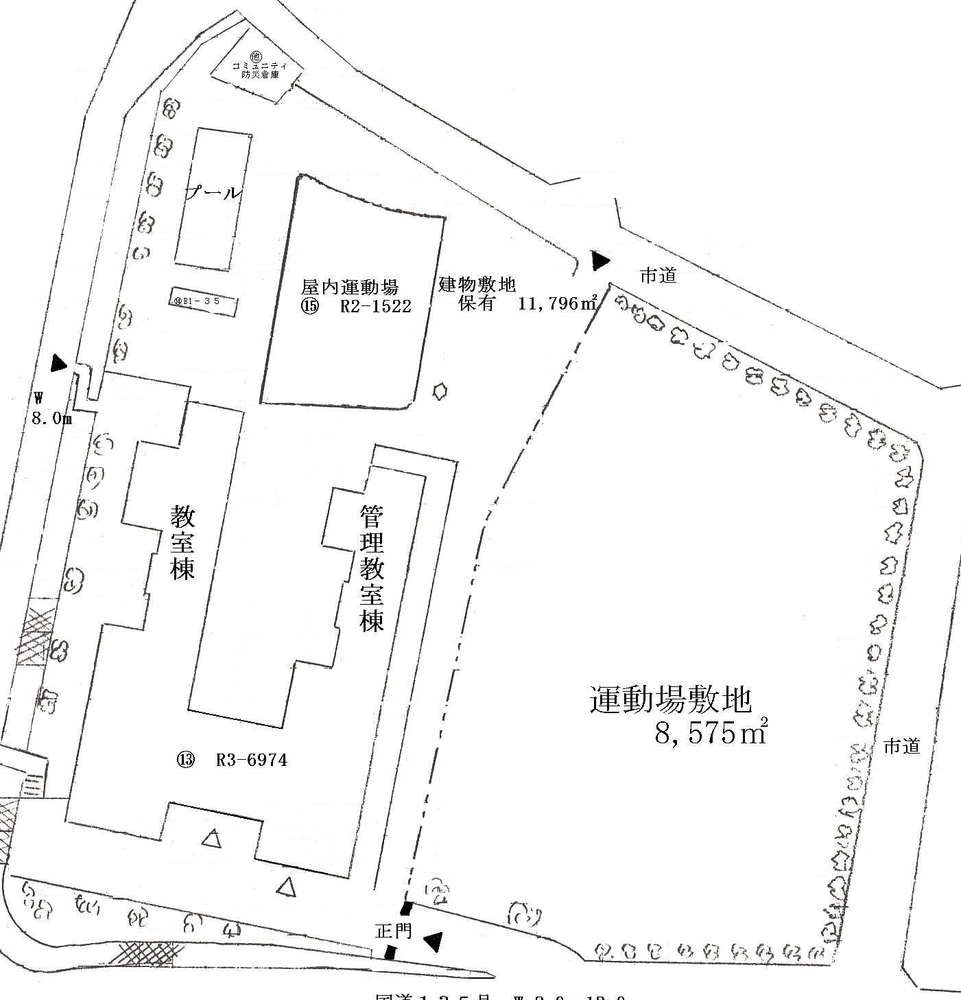 他
コミュニティ
防災倉庫
プール
屋内運動場
⑮ R2-1522
建物敷地
保有 11,796㎡
市道
⑭B1-35
W
8.0m
教室棟
管理教室棟
運動場敷地
8,575㎡
市道
⑬ R3-6974
正門